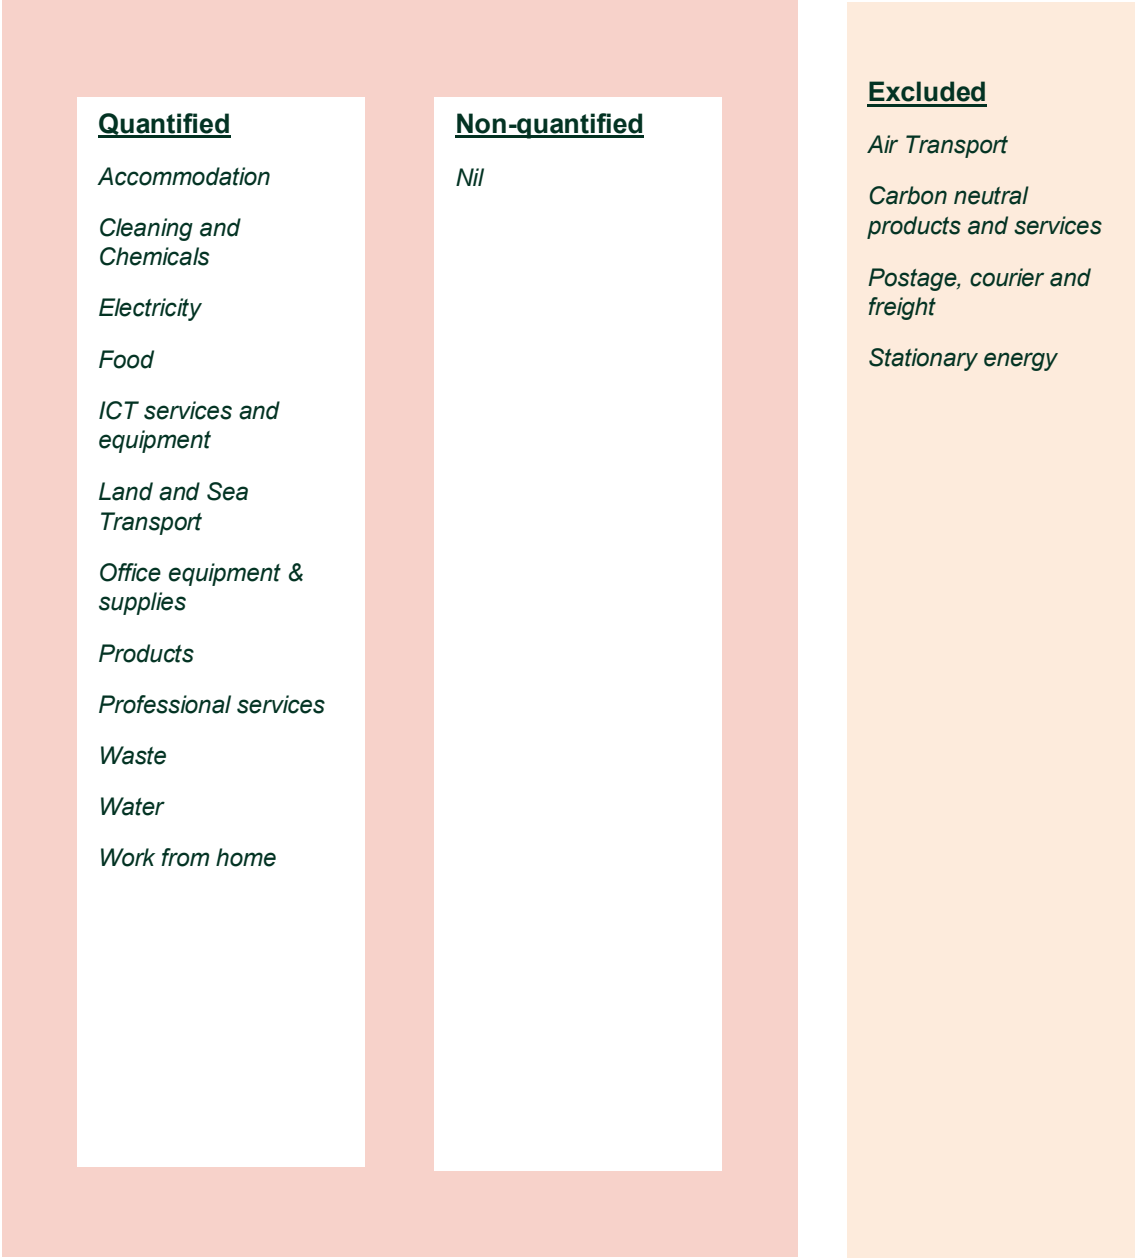 Quantified
Accommodation
Cleaning and
Chemicals
Electricity
Food
ICT services and
equipment
Land and Sea
Transport
Office equipment &
supplies
Products
Professional services
Waste
Water
Work from home
Non-quantified
Nil
Excluded
Air Transport
Carbon neutral
products and services
Postage, courier and
freight
Stationary energy